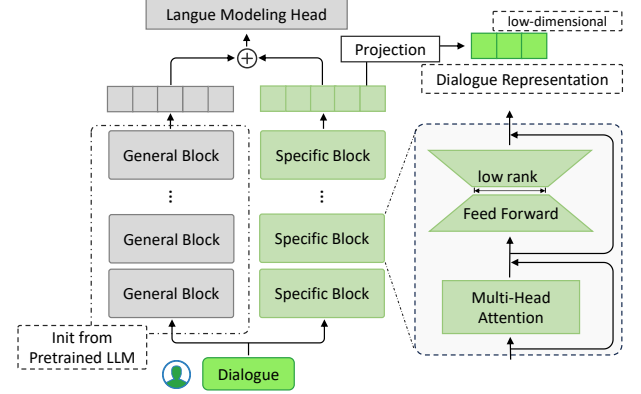 Langue Modeling Head
low-dimensional
Projection
Dialogue Representation
General Block
Specific Block
low rank
Feed Forward
...
...
General Block
Specific Block
General Block
Specific Block
Multi-Head
Attention
Init from
Pretrained LLM
Dialogue